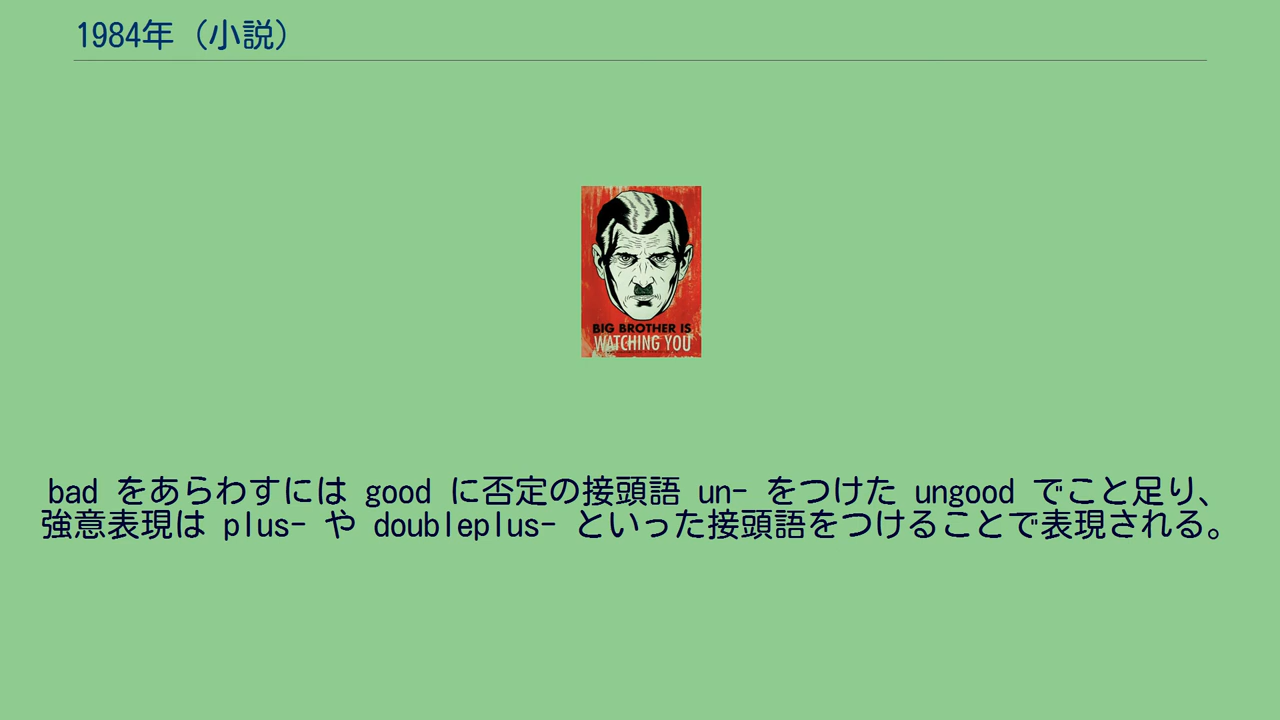 1984年（小説）
BIG BROTHER IS
WATCHING YOU
bad をあらわすには good に否定の接頭語 un- をつけた ungood でこと足り、
強意表現は plus- や doubleplus- といった接頭語をつけることで表現される。